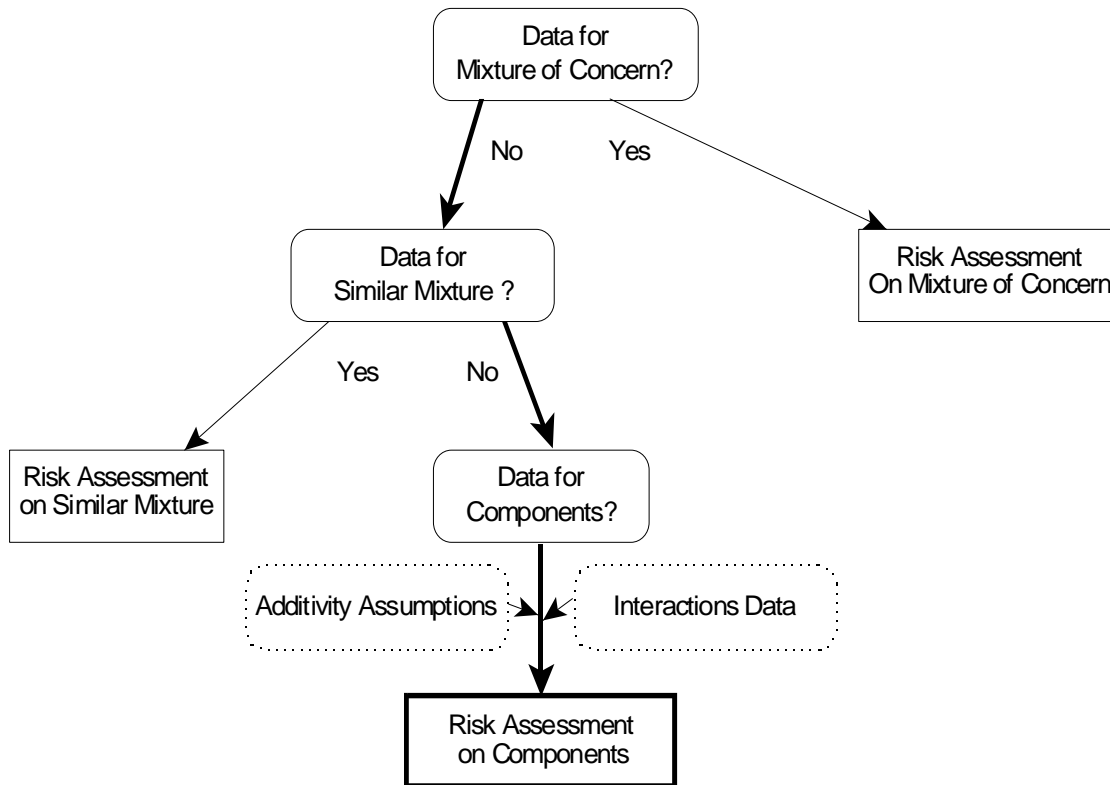 Data for
Mixture of Concern?
No
Yes
Data for
Similar Mixture ?
Risk Assessment
On Mixture of Concern
Yes
No
Risk Assessment
on Similar Mixture
Data for
Components?
Additivity Assumptions
Interactions Data
Risk Assessment
on Components